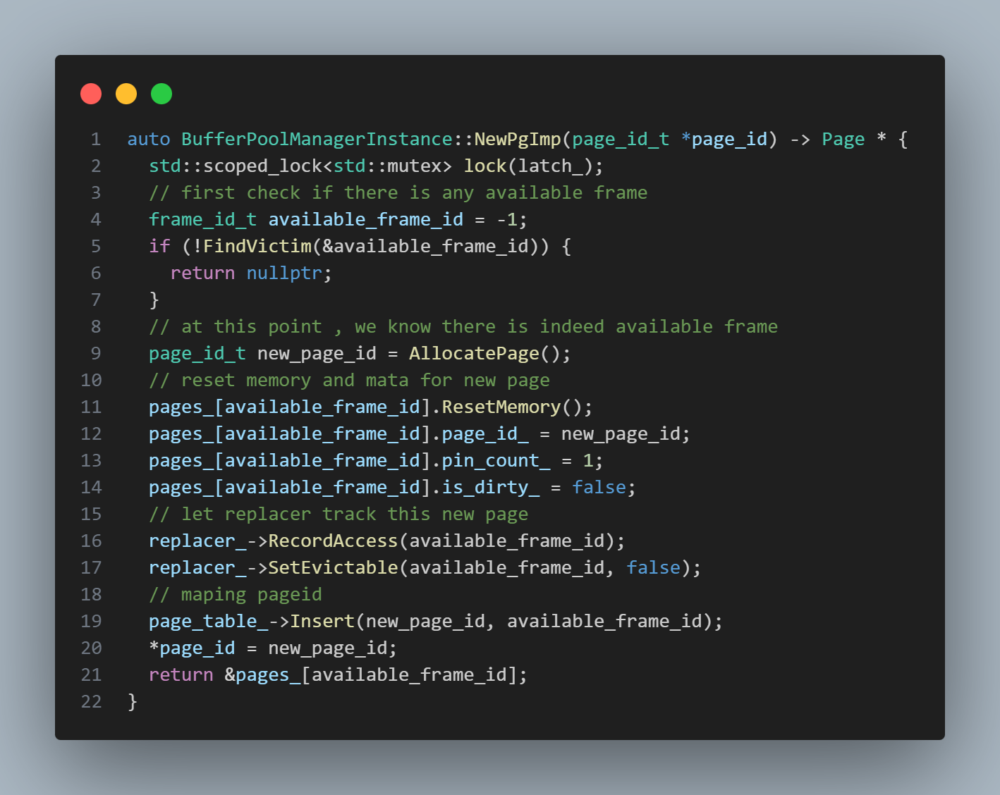 1 auto BufferPoolManagerInstance::NewPgImp(page_id_t *page_id) -> Page * {
2   std::scoped_lock<std::mutex> lock(latch_);
3   // first check if there is any available frame
4   frame_id_t available_frame_id = -1;
5   if (!FindVictim(&available_frame_id)) {
6     return nullptr;
7   }
8   // at this point , we know there is indeed available frame
9   page_id_t new_page_id = AllocatePage();
10   // reset memory and mata for new page
11   pages_[available_frame_id].ResetMemory();
12   pages_[available_frame_id].page_id_ = new_page_id;
13   pages_[available_frame_id].pin_count_ = 1;
14   pages_[available_frame_id].is_dirty_ = false;
15   // let replacer track this new page
16   replacer_->RecordAccess(available_frame_id);
17   replacer_->SetEvictable(available_frame_id, false);
18   // maping pageid
19   page_table_->Insert(new_page_id, available_frame_id);
20   *page_id = new_page_id;
21   return &pages_[available_frame_id];
22 }